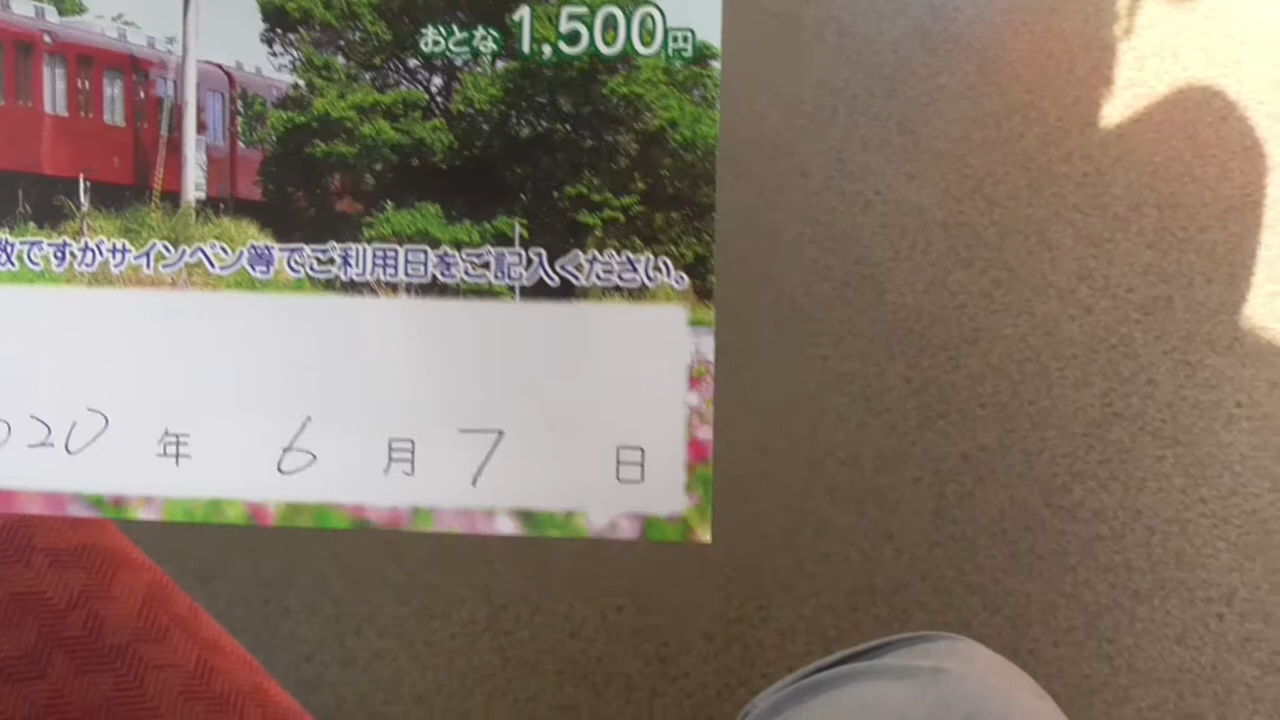 おとな 1,500円
数ですがサインペン等でご利用日をご記入ください。
020 年 6 月 7 日